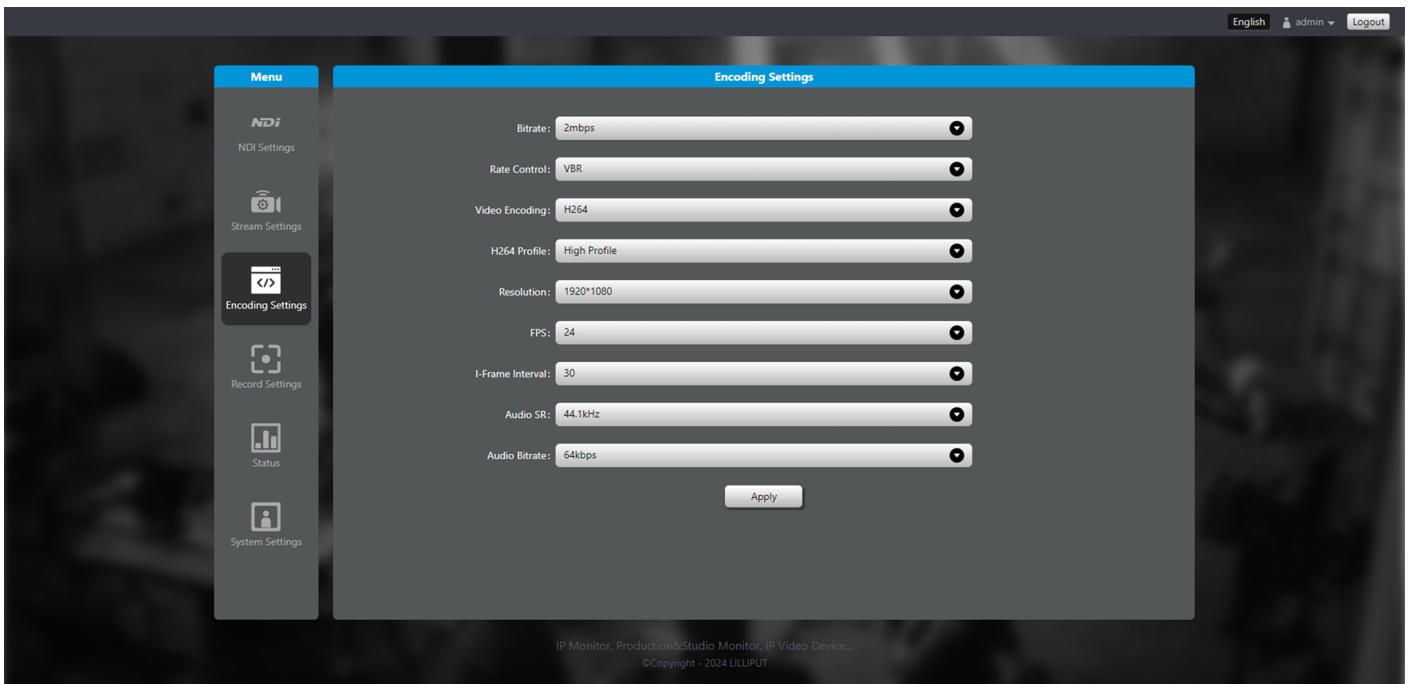 English admin Logout
Menu
NDI
NDI Settings
Stream Settings
</>
Encoding Settings
Record Settings
Status
System Settings
Encoding Settings
Bitrate: 2mbps
Rate Control: VBR
Video Encoding: H264
H264 Profile: High Profile
Resolution: 1920*1080
FPS: 24
I-Frame Interval: 30
Audio SR: 44.1kHz
Audio Bitrate: 64kbps
Apply
IP Monitor, Production&Studio Monitor, IP Video Device...
©Copyright - 2024 LILLIPUT